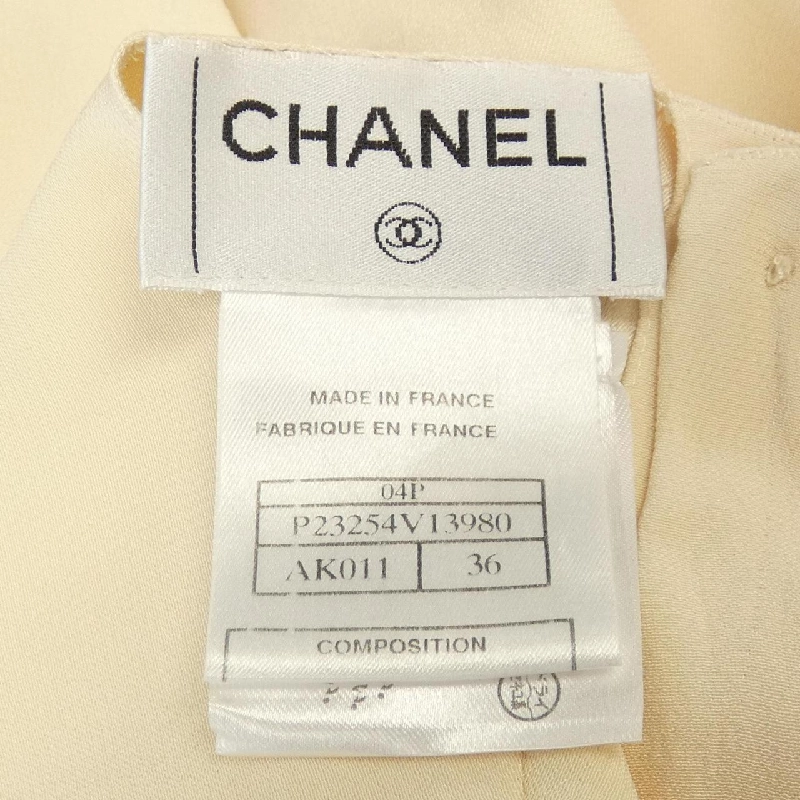 CHANEL
MADE IN FRANCE
FABRIQUE EN FRANCE
04P
P23254V13980
AK011 36
COMPOSITION